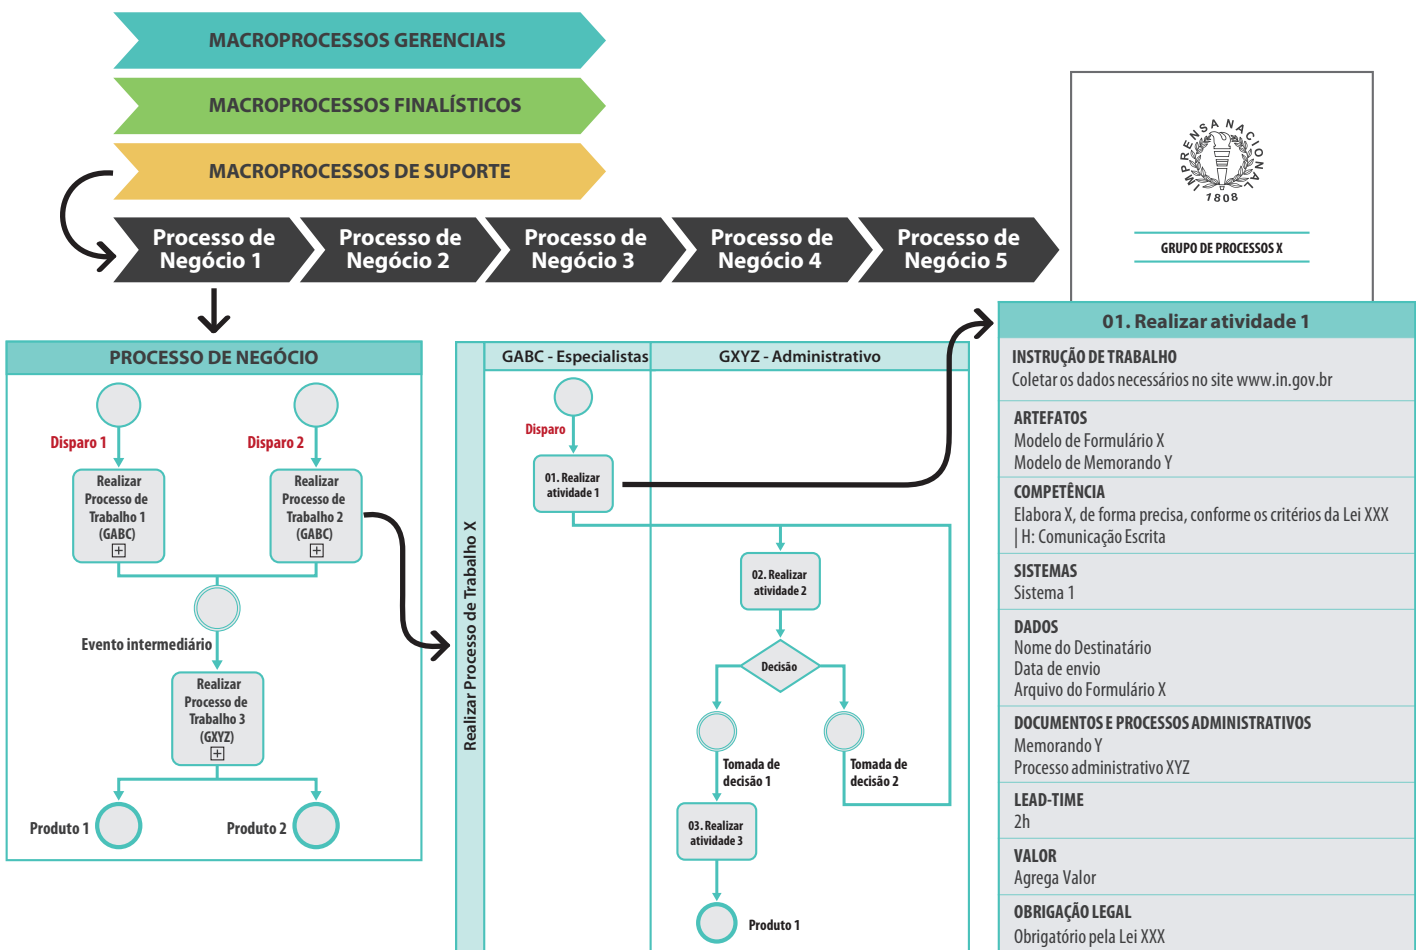 MACROPROCESSOS GERENCIAIS
MACROPROCESSOS FINALÍSTICOS
MACROPROCESSOS DE SUPORTE
Processo de
Negócio 1
Processo de
Negócio 2
Processo de
Negócio 3
Processo de
Negócio 4
Processo de
Negócio 5
IMPRENSA NACIONAL
1808
GRUPO DE PROCESSOS X
PROCESSO DE NEGÓCIO
Disparo 1
Disparo 2
Realizar
Processo de
Trabalho 1
(GABC)
Realizar
Processo de
Trabalho 2
(GABC)
Evento intermediário
Realizar
Processo de
Trabalho 3
(GXYZ)
Produto 1
Produto 2
Realizar Processo de Trabalho X
GABC - Especialistas
GXYZ - Administrativo
Disparo
01. Realizar
atividade 1
02. Realizar
atividade 2
Decisão
Tomada de
decisão 1
Tomada de
decisão 2
03. Realizar
atividade 3
Produto 1
01. Realizar atividade 1
INSTRUÇÃO DE TRABALHO
Coletar os dados necessários no site www.in.gov.br
ARTEFATOS
Modelo de Formulário X
Modelo de Memorando Y
COMPETÊNCIA
Elabora X, de forma precisa, conforme os critérios da Lei XXX
| H: Comunicação Escrita
SISTEMAS
Sistema 1
DADOS
Nome do Destinatário
Data de envio
Arquivo do Formulário X
DOCUMENTOS E PROCESSOS ADMINISTRATIVOS
Memorando Y
Processo administrativo XYZ
LEAD-TIME
2h
VALOR
Agrega Valor
OBRIGAÇÃO LEGAL
Obrigatório pela Lei XXX